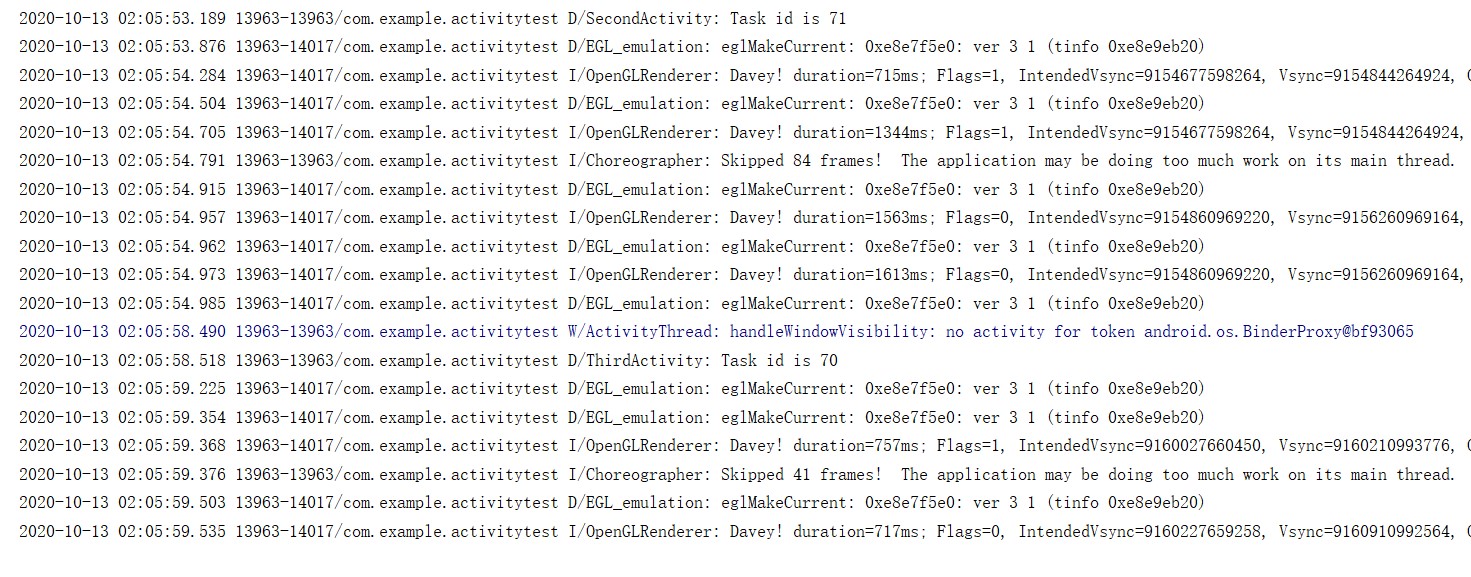 2020-10-13 02:05:53.189 13963-13963/com.example.activitytest D/SecondActivity: Task id is 71
2020-10-13 02:05:53.876 13963-14017/com.example.activitytest D/EGL_emulation: eglMakeCurrent: 0xe8e7f5e0: ver 3 1 (tinfo 0xe8e9eb20)
2020-10-13 02:05:54.284 13963-14017/com.example.activitytest I/OpenGLRenderer: Davey! duration=715ms; Flags=1, IntendedVsync=9154677598264, Vsync=9154844264924,
2020-10-13 02:05:54.504 13963-14017/com.example.activitytest D/EGL_emulation: eglMakeCurrent: 0xe8e7f5e0: ver 3 1 (tinfo 0xe8e9eb20)
2020-10-13 02:05:54.705 13963-14017/com.example.activitytest I/OpenGLRenderer: Davey! duration=1344ms; Flags=1, IntendedVsync=9154677598264, Vsync=9154844264924,
2020-10-13 02:05:54.791 13963-13963/com.example.activitytest I/Choreographer: Skipped 84 frames!  The application may be doing too much work on its main thread.
2020-10-13 02:05:54.915 13963-14017/com.example.activitytest D/EGL_emulation: eglMakeCurrent: 0xe8e7f5e0: ver 3 1 (tinfo 0xe8e9eb20)
2020-10-13 02:05:54.957 13963-14017/com.example.activitytest I/OpenGLRenderer: Davey! duration=1563ms; Flags=0, IntendedVsync=9154860969220, Vsync=9156260969164,
2020-10-13 02:05:54.962 13963-14017/com.example.activitytest D/EGL_emulation: eglMakeCurrent: 0xe8e7f5e0: ver 3 1 (tinfo 0xe8e9eb20)
2020-10-13 02:05:54.973 13963-14017/com.example.activitytest I/OpenGLRenderer: Davey! duration=1613ms; Flags=0, IntendedVsync=9154860969220, Vsync=9156260969164,
2020-10-13 02:05:54.985 13963-14017/com.example.activitytest D/EGL_emulation: eglMakeCurrent: 0xe8e7f5e0: ver 3 1 (tinfo 0xe8e9eb20)
2020-10-13 02:05:58.490 13963-13963/com.example.activitytest W/ActivityThread: handleWindowVisibility: no activity for token android.os.BinderProxy@bf93065
2020-10-13 02:05:58.518 13963-13963/com.example.activitytest D/ThirdActivity: Task id is 70
2020-10-13 02:05:59.225 13963-14017/com.example.activitytest D/EGL_emulation: eglMakeCurrent: 0xe8e7f5e0: ver 3 1 (tinfo 0xe8e9eb20)
2020-10-13 02:05:59.354 13963-14017/com.example.activitytest D/EGL_emulation: eglMakeCurrent: 0xe8e7f5e0: ver 3 1 (tinfo 0xe8e9eb20)
2020-10-13 02:05:59.368 13963-14017/com.example.activitytest I/OpenGLRenderer: Davey! duration=757ms; Flags=1, IntendedVsync=9160027660450, Vsync=9160210993776,
2020-10-13 02:05:59.376 13963-13963/com.example.activitytest I/Choreographer: Skipped 41 frames!  The application may be doing too much work on its main thread.
2020-10-13 02:05:59.503 13963-14017/com.example.activitytest D/EGL_emulation: eglMakeCurrent: 0xe8e7f5e0: ver 3 1 (tinfo 0xe8e9eb20)
2020-10-13 02:05:59.535 13963-14017/com.example.activitytest I/OpenGLRenderer: Davey! duration=717ms; Flags=0, IntendedVsync=9160227659258, Vsync=9160910992564,